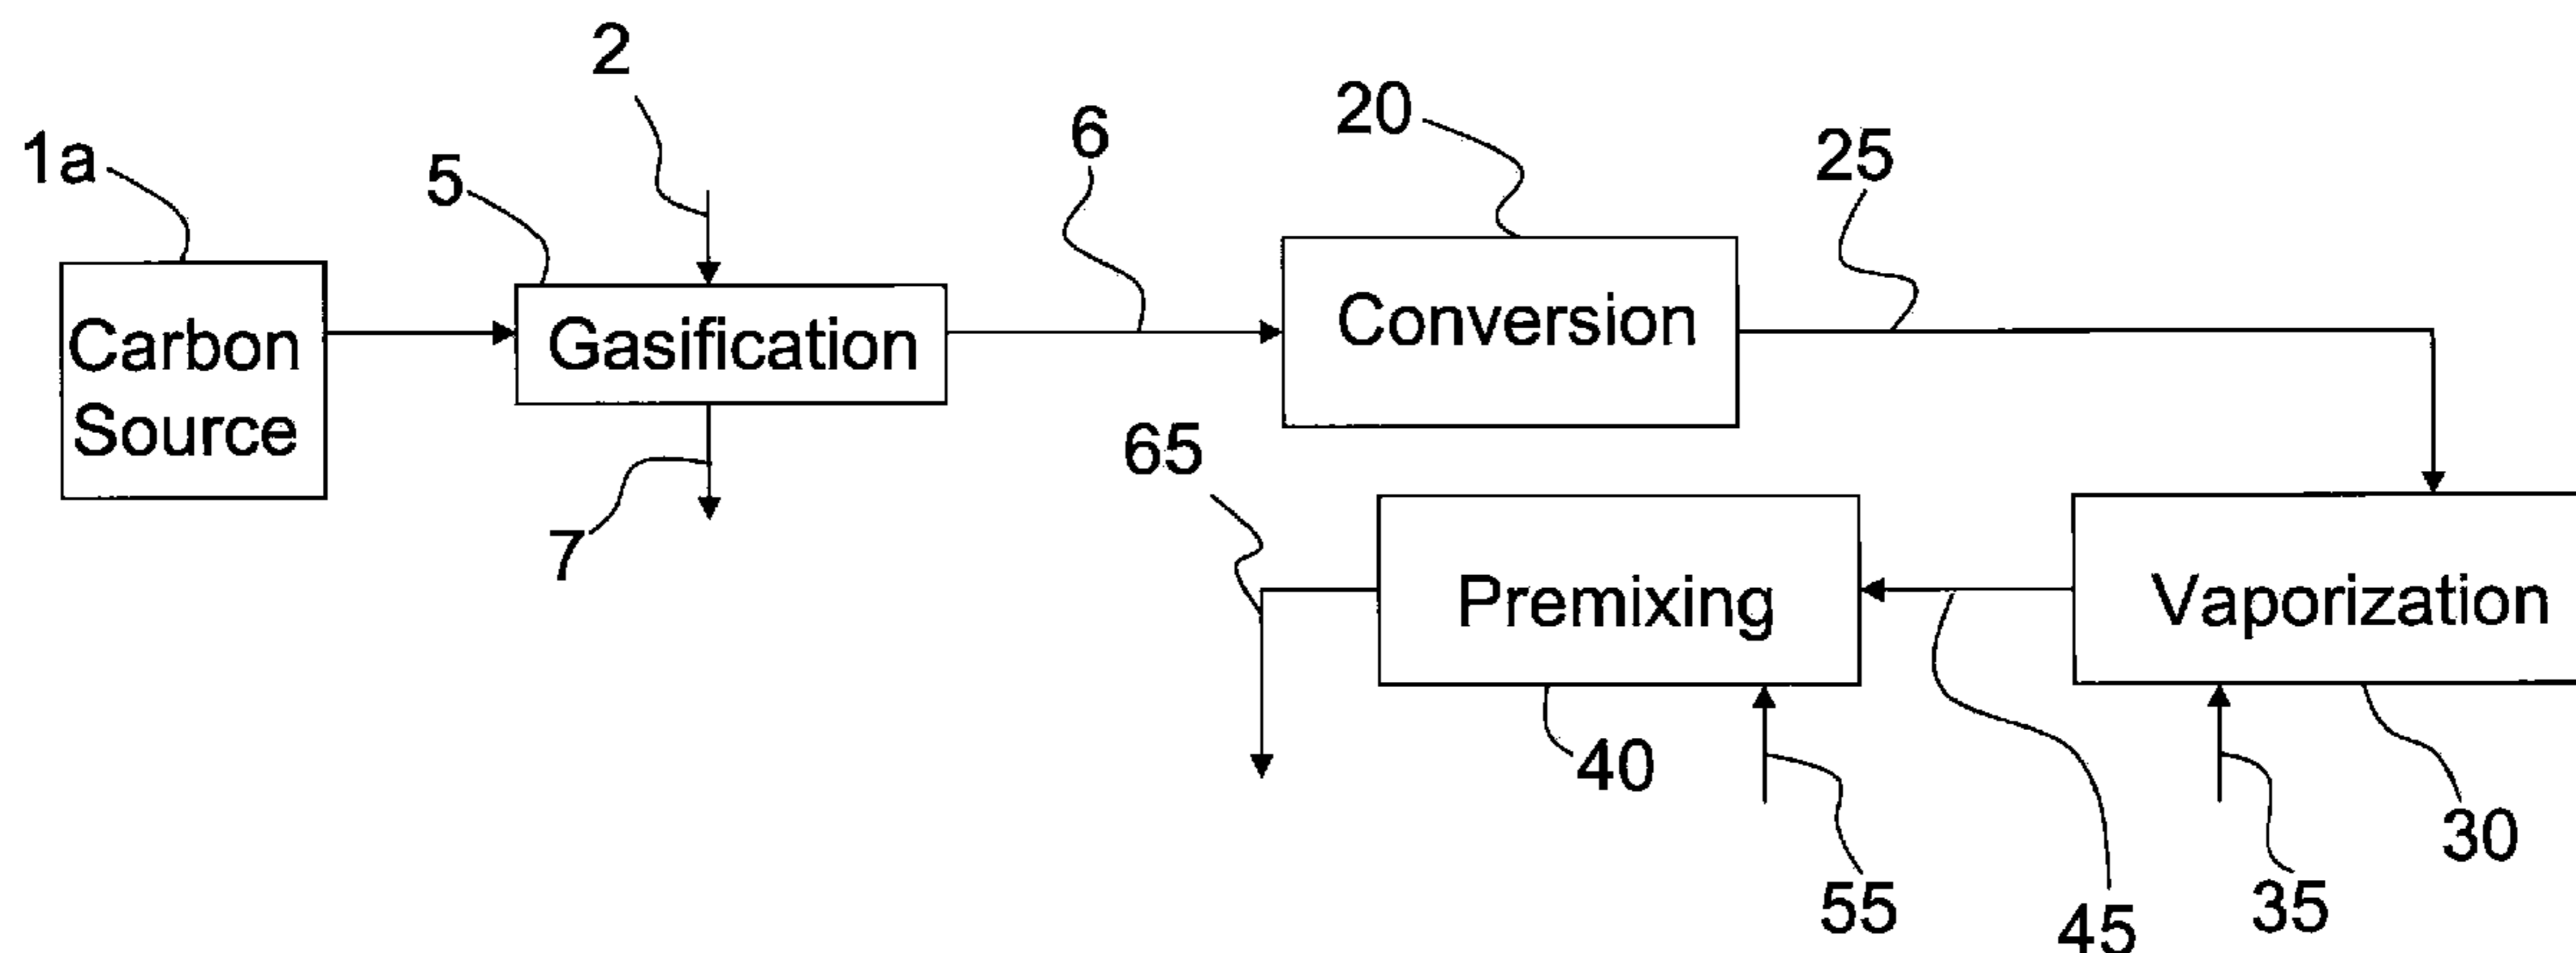 2
1a
5
6
20
25
Carbon
Source
Gasification
Conversion
7
65
Premixing
Vaporization
40
55
45
35
30